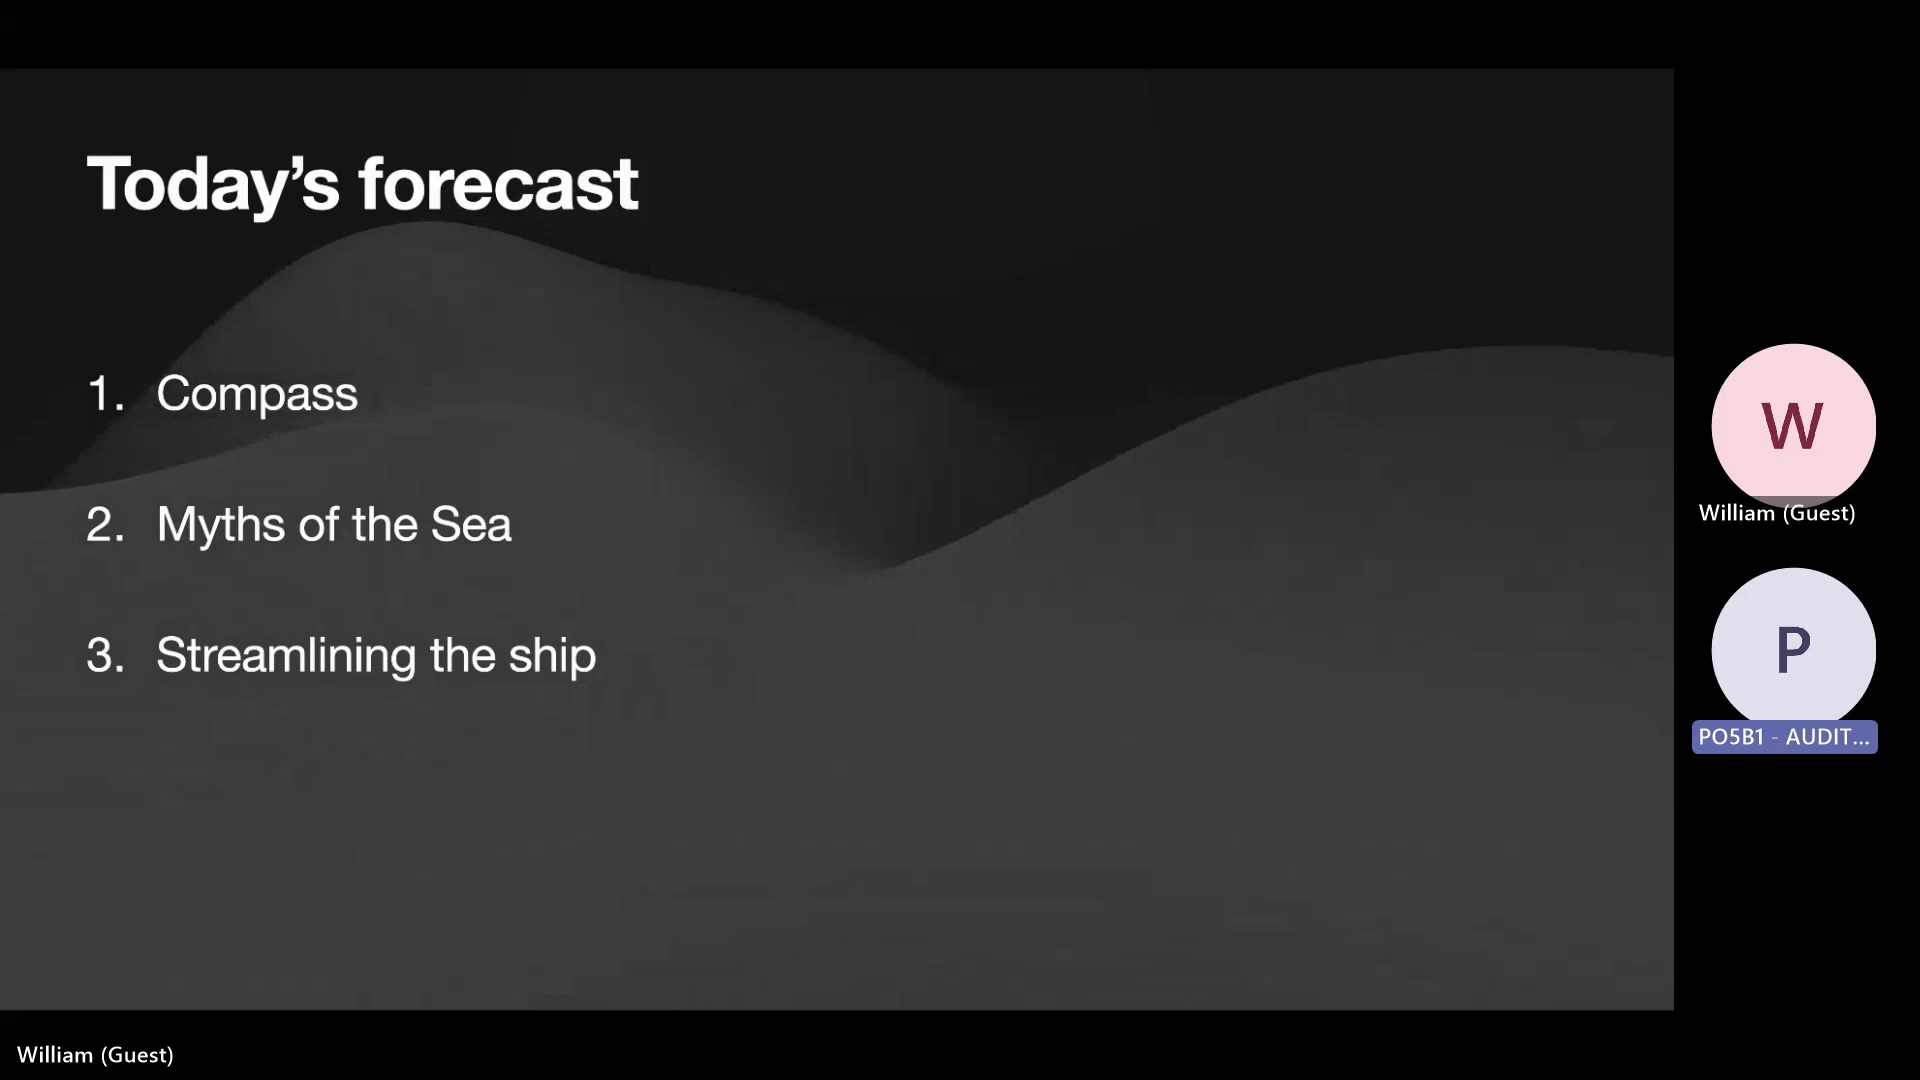 Today’s forecast
1. Compass
2. Myths of the Sea
3. Streamlining the ship
W
William (Guest)
P
PO5B1 - AUDIT...
William (Guest)